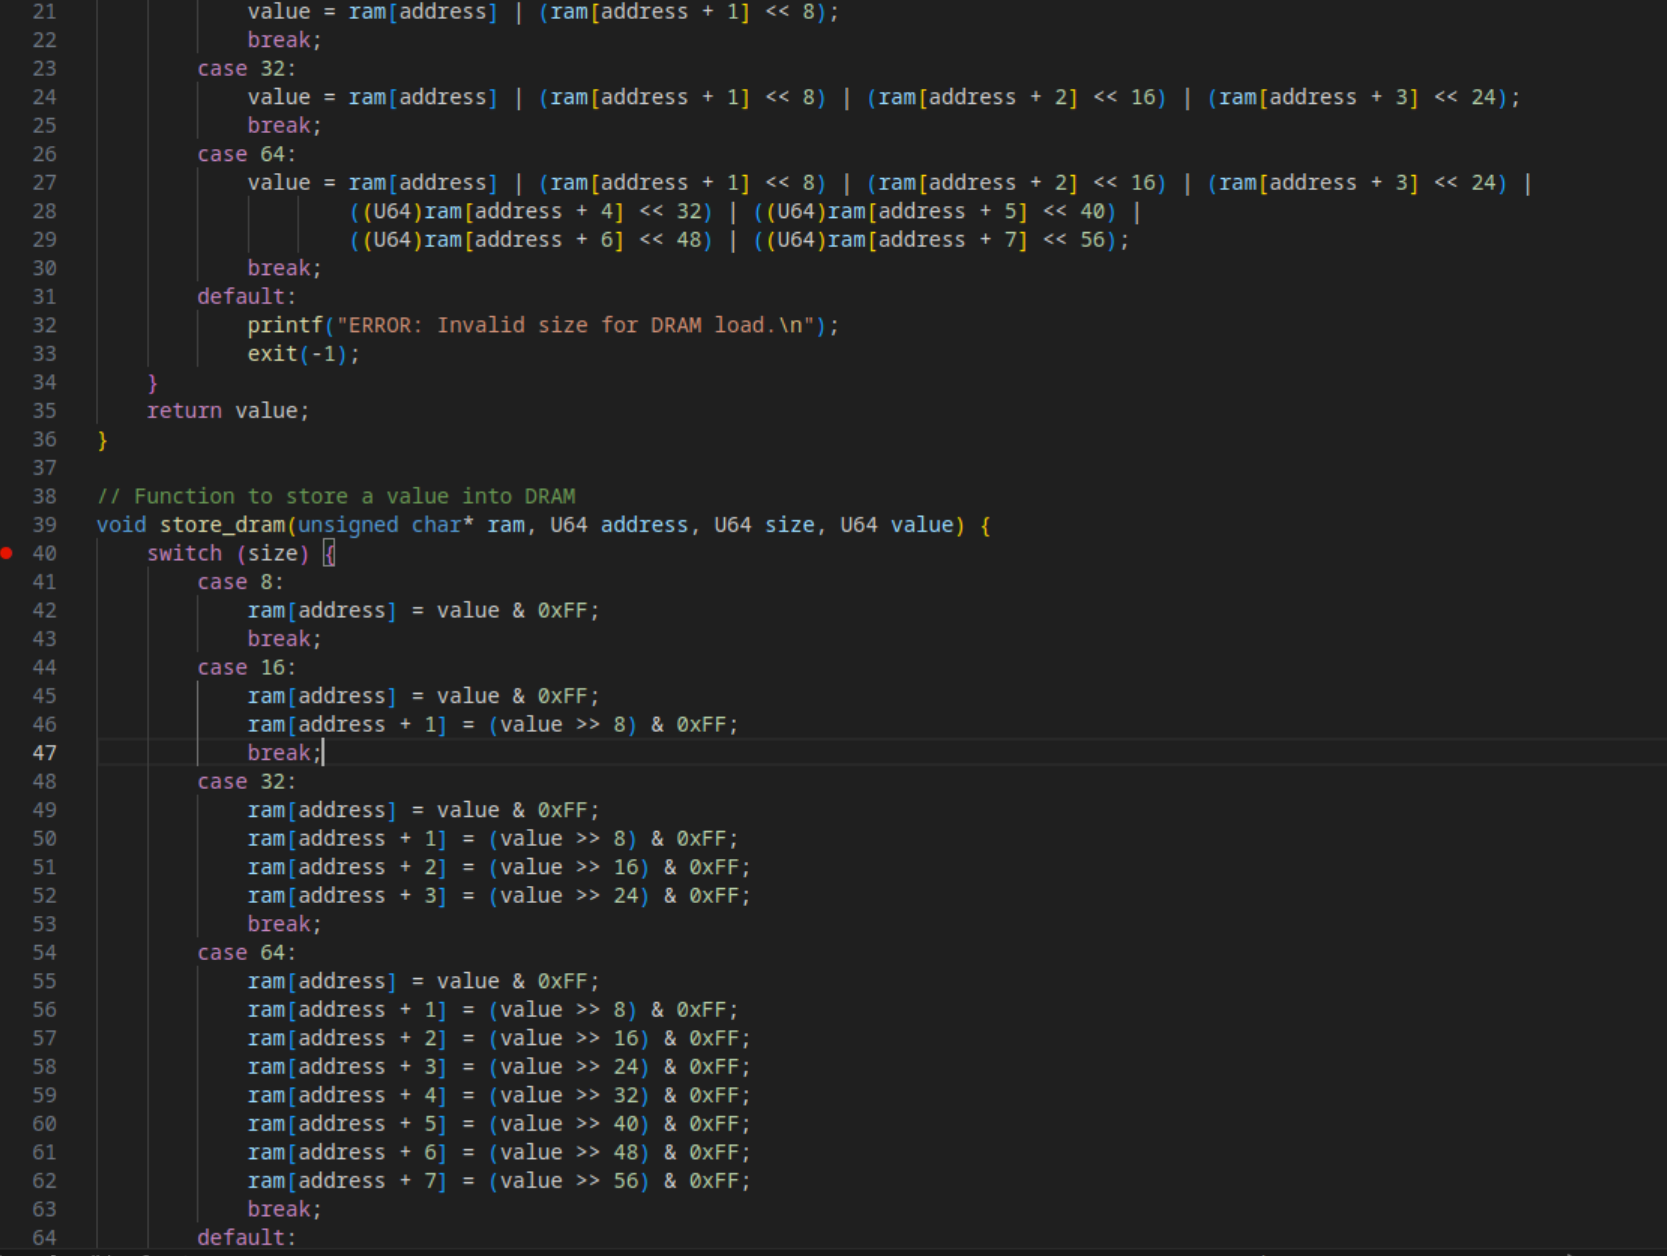 21 value = ram[address] | (ram[address + 1] << 8);
22 break;
23 case 32:
24 value = ram[address] | (ram[address + 1] << 8) | (ram[address + 2] << 16) | (ram[address + 3] << 24);
25 break;
26 case 64:
27 value = ram[address] | (ram[address + 1] << 8) | (ram[address + 2] << 16) | (ram[address + 3] << 24) |
28 ((U64)ram[address + 4] << 32) | ((U64)ram[address + 5] << 40) |
29 ((U64)ram[address + 6] << 48) | ((U64)ram[address + 7] << 56);
30 break;
31 default:
32 printf("ERROR: Invalid size for DRAM load.\n");
33 exit(-1);
34 }
35 return value;
36 }
37
38 // Function to store a value into DRAM
39 void store_dram(unsigned char* ram, U64 address, U64 size, U64 value) {
40 switch (size) {
41 case 8:
42 ram[address] = value & 0xFF;
43 break;
44 case 16:
45 ram[address] = value & 0xFF;
46 ram[address + 1] = (value >> 8) & 0xFF;
47 break;
48 case 32:
49 ram[address] = value & 0xFF;
50 ram[address + 1] = (value >> 8) & 0xFF;
51 ram[address + 2] = (value >> 16) & 0xFF;
52 ram[address + 3] = (value >> 24) & 0xFF;
53 break;
54 case 64:
55 ram[address] = value & 0xFF;
56 ram[address + 1] = (value >> 8) & 0xFF;
57 ram[address + 2] = (value >> 16) & 0xFF;
58 ram[address + 3] = (value >> 24) & 0xFF;
59 ram[address + 4] = (value >> 32) & 0xFF;
60 ram[address + 5] = (value >> 40) & 0xFF;
61 ram[address + 6] = (value >> 48) & 0xFF;
62 ram[address + 7] = (value >> 56) & 0xFF;
63 break;
64 default: